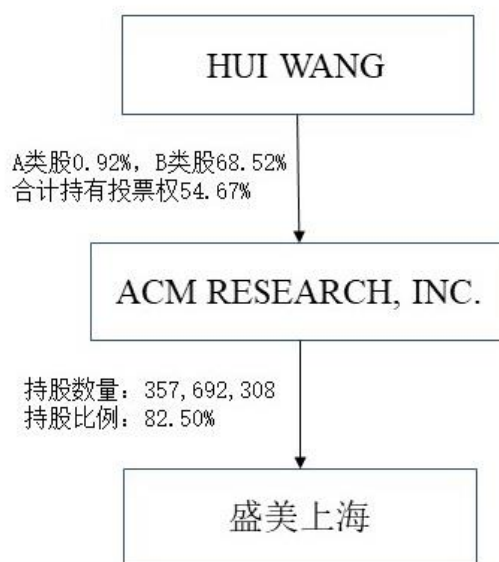 HUI WANG
A类股0.92%，B类股68.52%
合计持有投票权54.67%
ACM RESEARCH, INC.
持股数量：357,692,308
持股比例：82.50%
盛美上海